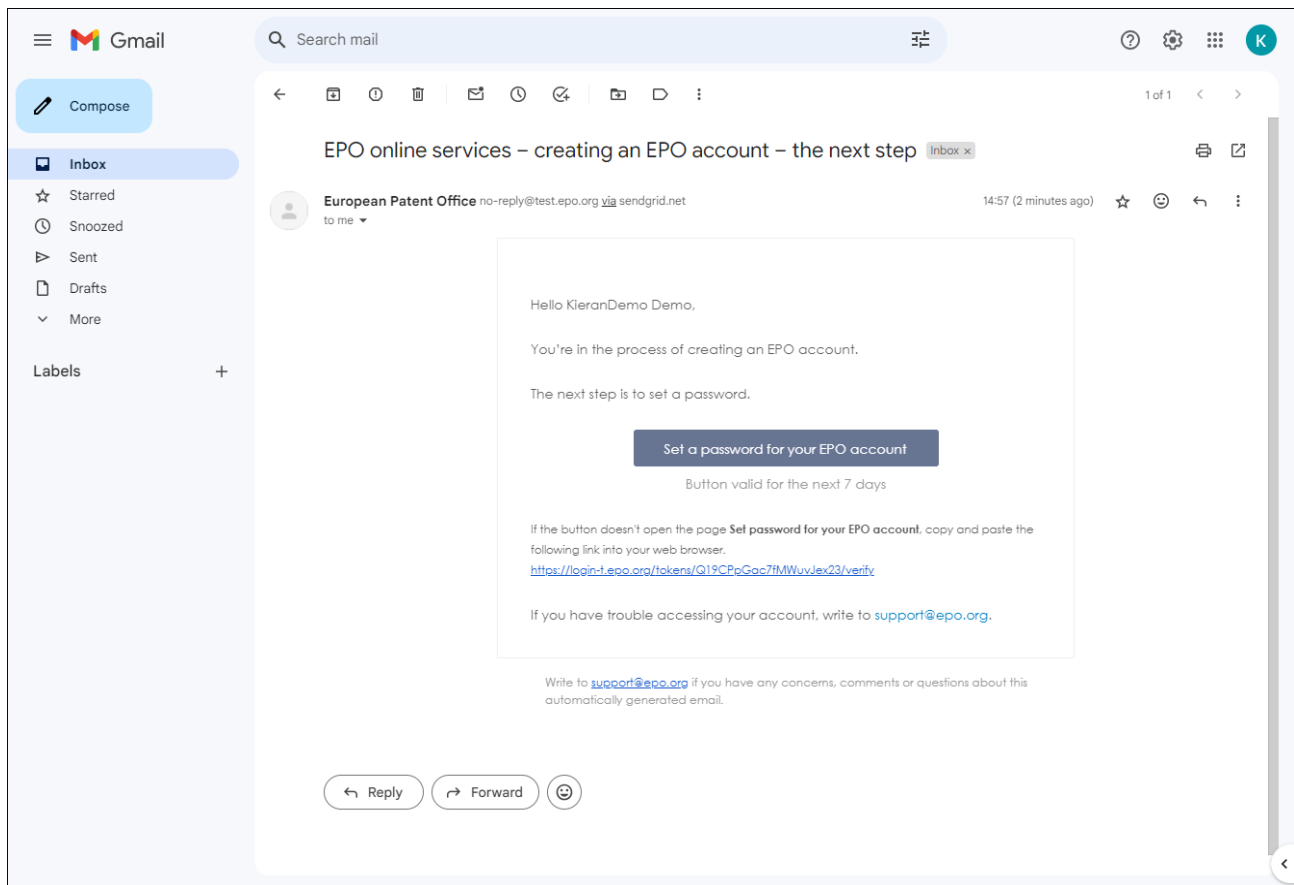 Gmail
Search mail
K
Compose
1 of 1
Inbox
Starred
Snoozed
Sent
Drafts
More
Labels
EPO online services – creating an EPO account – the next step Inbox ×
European Patent Office no-reply@test.epo.org via sendgrid.net 14:57 (2 minutes ago)
to me
Hello KieranDemo Demo,
You're in the process of creating an EPO account.
The next step is to set a password.
Set a password for your EPO account
Button valid for the next 7 days
If the button doesn't open the page Set password for your EPO account, copy and paste the
following link into your web browser.
https://login-t.epo.org/tokens/Q19CPpGac7fMWuvJex23/verify
If you have trouble accessing your account, write to support@epo.org.
Write to support@epo.org if you have any concerns, comments or questions about this
automatically generated email.
Reply
Forward